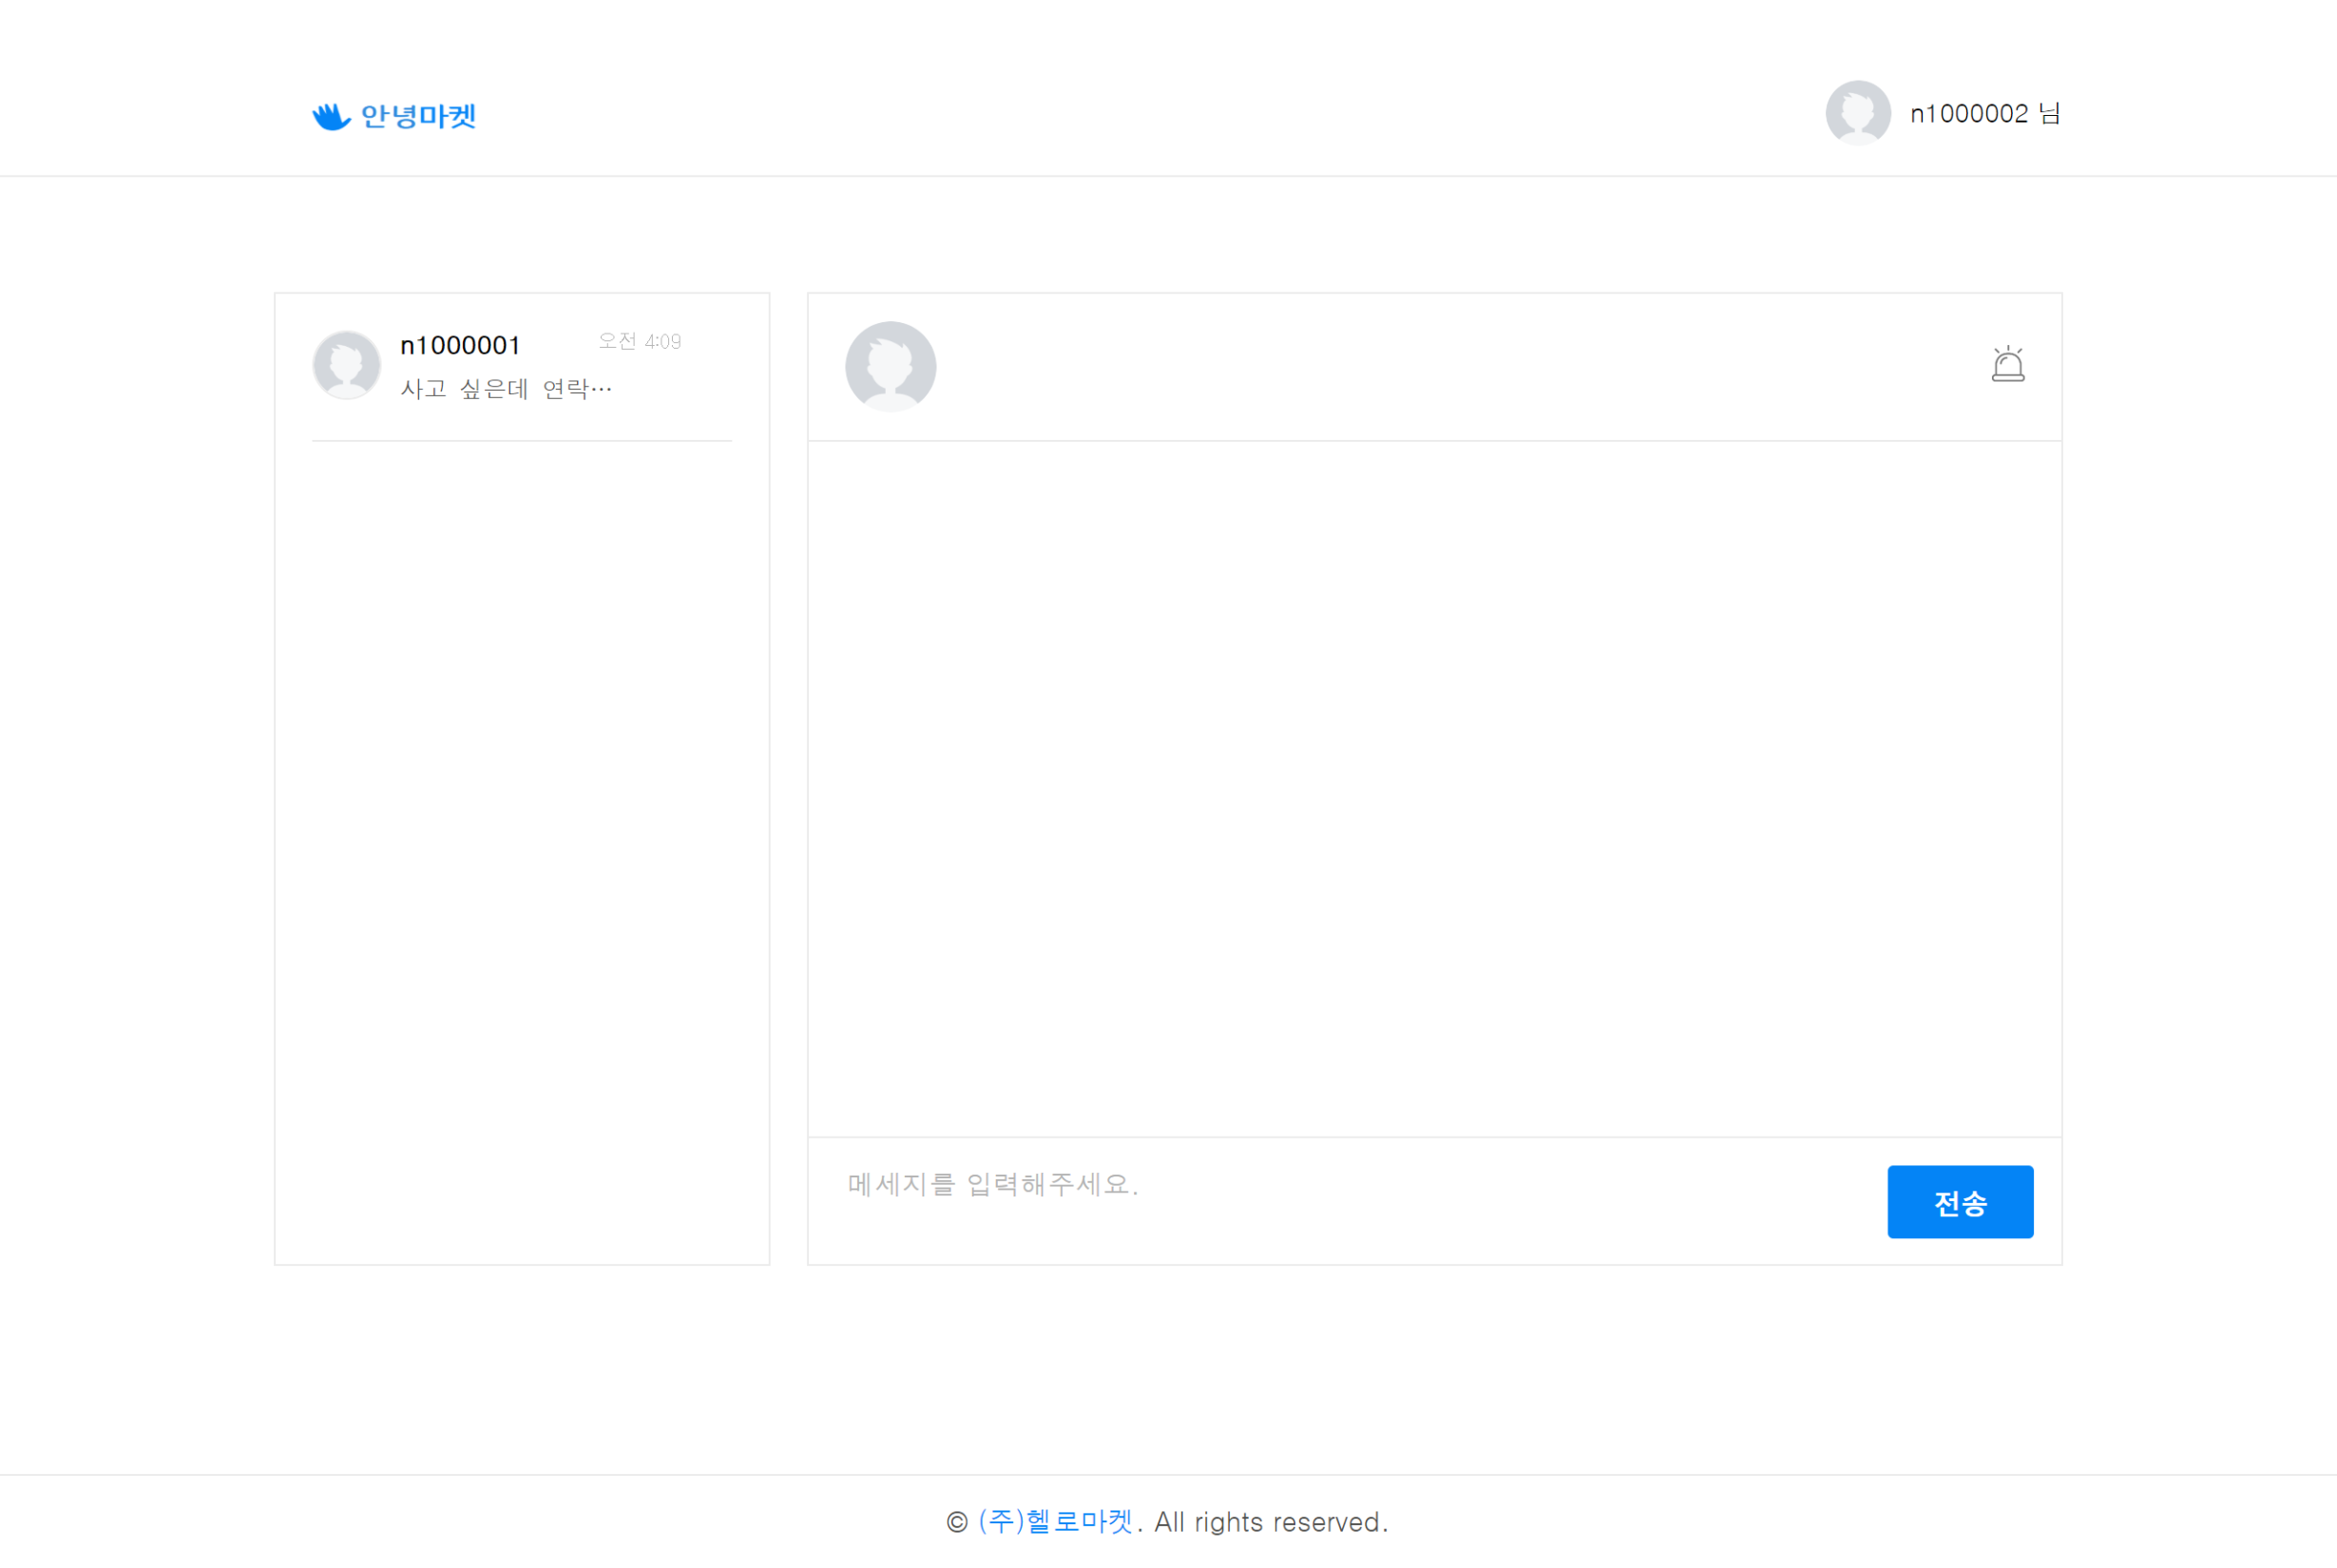 안녕마켓
n1000002 님
n1000001 오전 4:09
사고 싶은데 연락…
메세지를 입력해주세요.
전송
© (주)헬로마켓. All rights reserved.